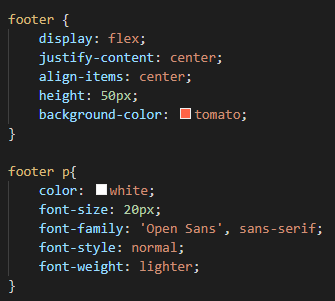 footer {
    display: flex;
    justify-content: center;
    align-items: center;
    height: 50px;
    background-color: tomato;
}

footer p{
    color: white;
    font-size: 20px;
    font-family: 'Open Sans', sans-serif;
    font-style: normal;
    font-weight: lighter;
}